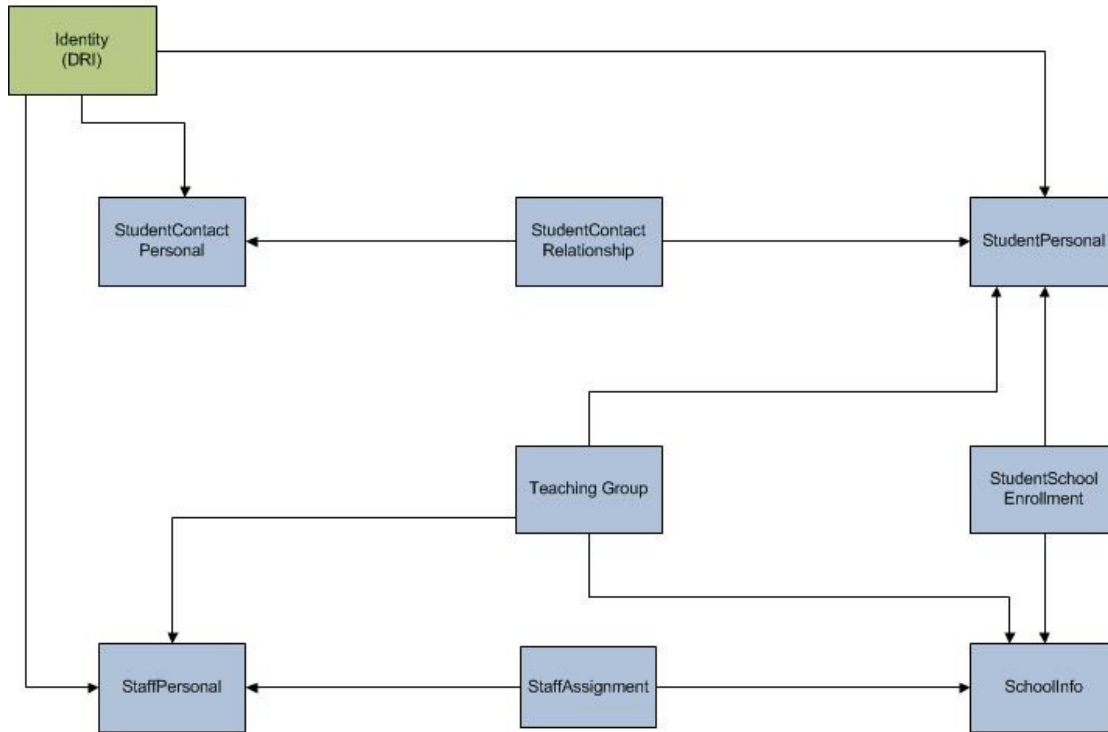 Identity
(DRI)
StudentContact
Personal
StudentContact
Relationship
StudentPersonal
Teaching Group
StudentSchool
Enrollment
StaffPersonal
StaffAssignment
SchoolInfo